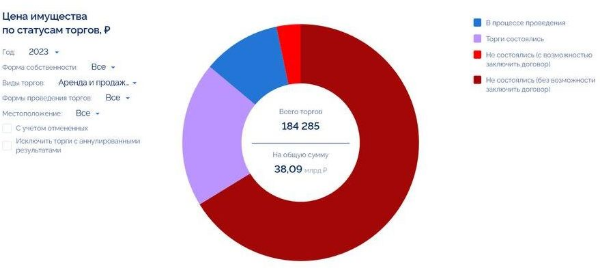 Цена имущества
по статусам торгов, ₽
Год 2023
Форма собственности Все
Виды торгов Аренда и продаж..
Формы проведения торгов Все
Местоположение Все
С учетом отмененных
Исключить торги с аннулированными
результатами
Всего торгов
184 285
На общую сумму
38,09 млрд ₽
В процессе проведения
Торги состоялись
Не состоялись (с возможностью
заключить договор)
Не состоялись (без возможности
заключить договор)